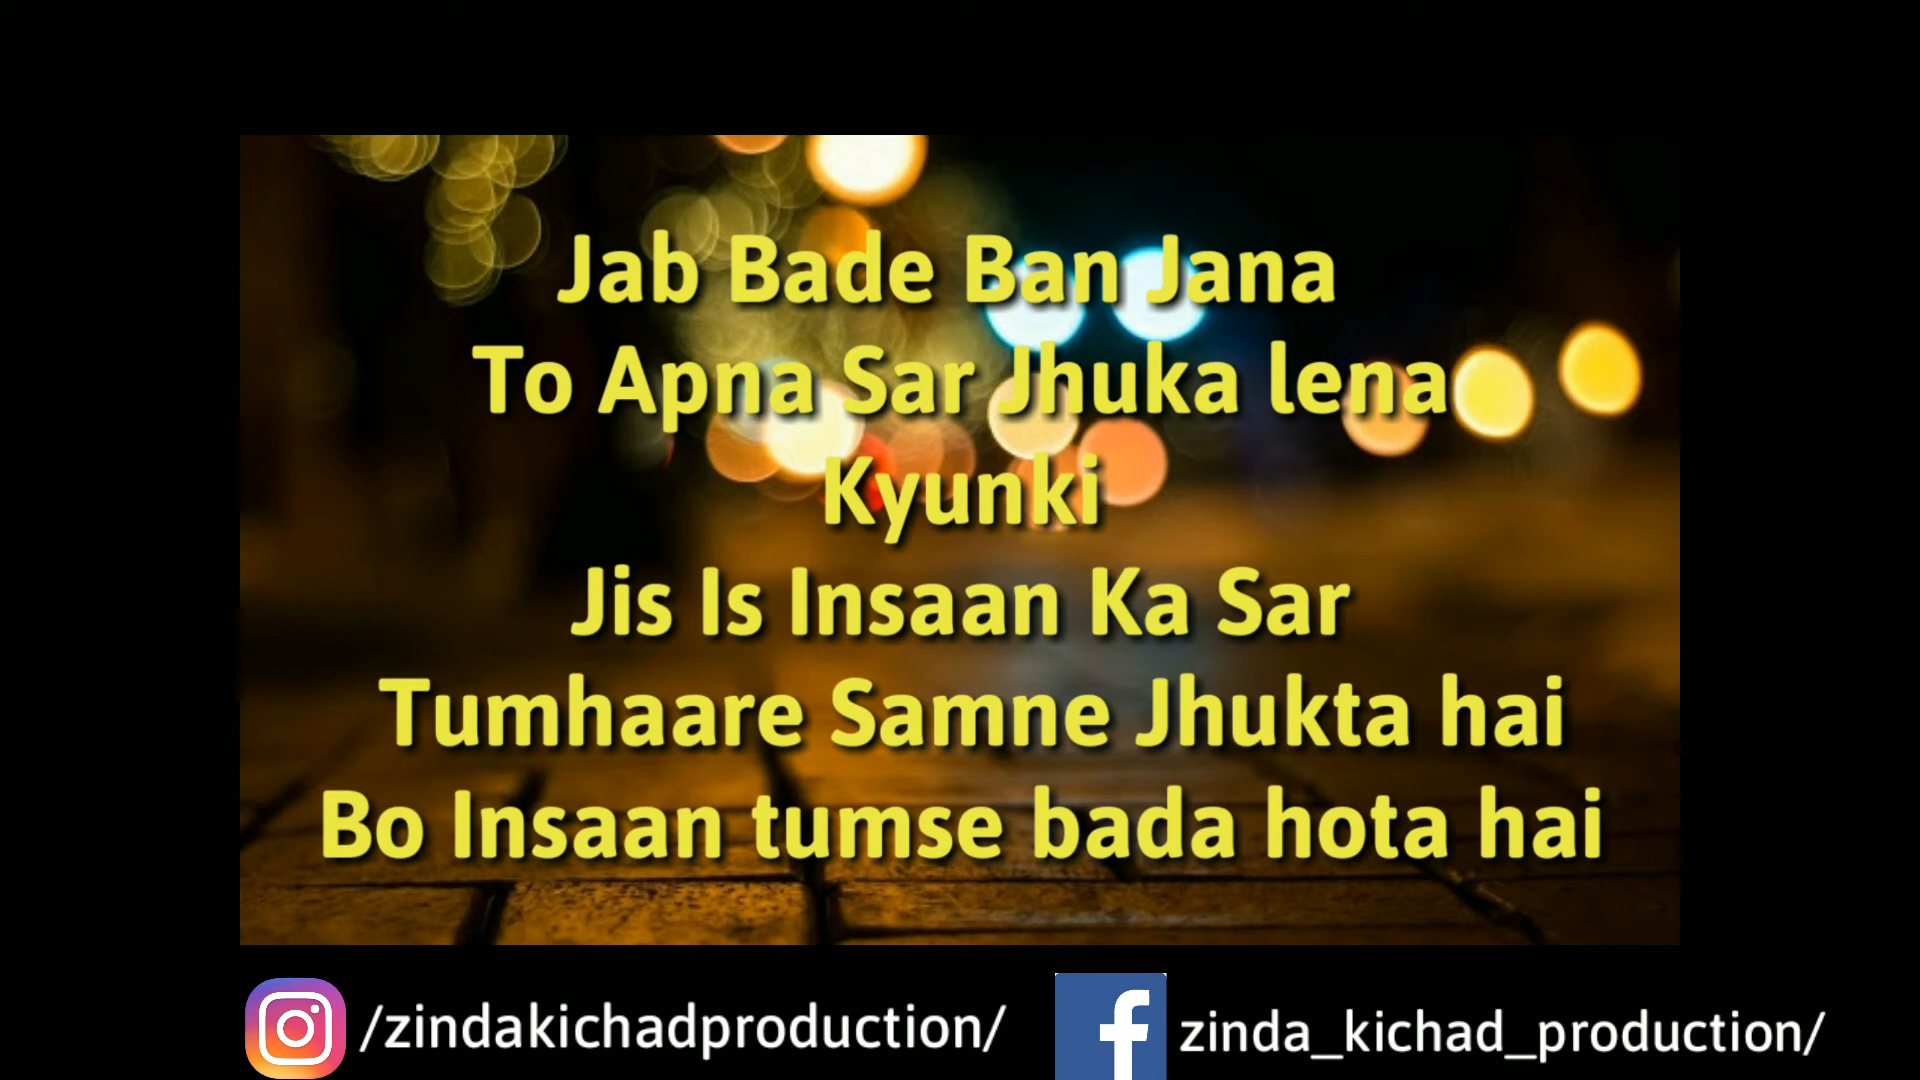 Jab Bade Ban Jana
To Apna Sar Jhuka lena
Kyunki
Jis Is Insaan Ka Sar
Tumhaare Samne Jhukta hai
Bo Insaan tumse bada hota hai
/zindakichadproduction/
zinda_kichad_production/